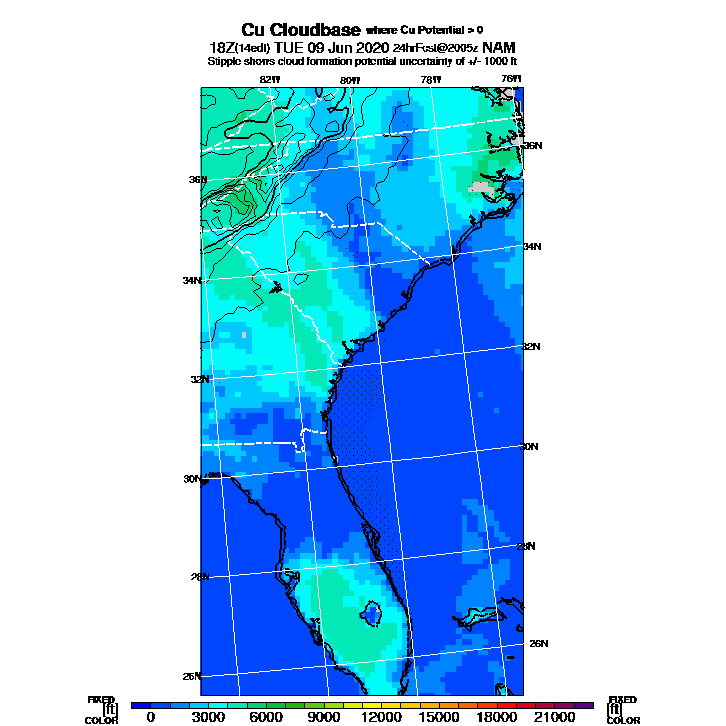 Cu Cloudbase where Cu Potential > 0
18Z(14edt) TUE 09 Jun 2020 24hrFcst@2005z NAM
Stipple shows cloud formation potential uncertainty of +/- 1000 ft
82W 80W 78W 76W
36N 36N
34N 34N
32N 32N
30N 30N
28N 28N
26N 26N
FIXED FIXED
[ft] 0 3000 6000 9000 12000 15000 18000 21000 [ft]
COLOR COLOR